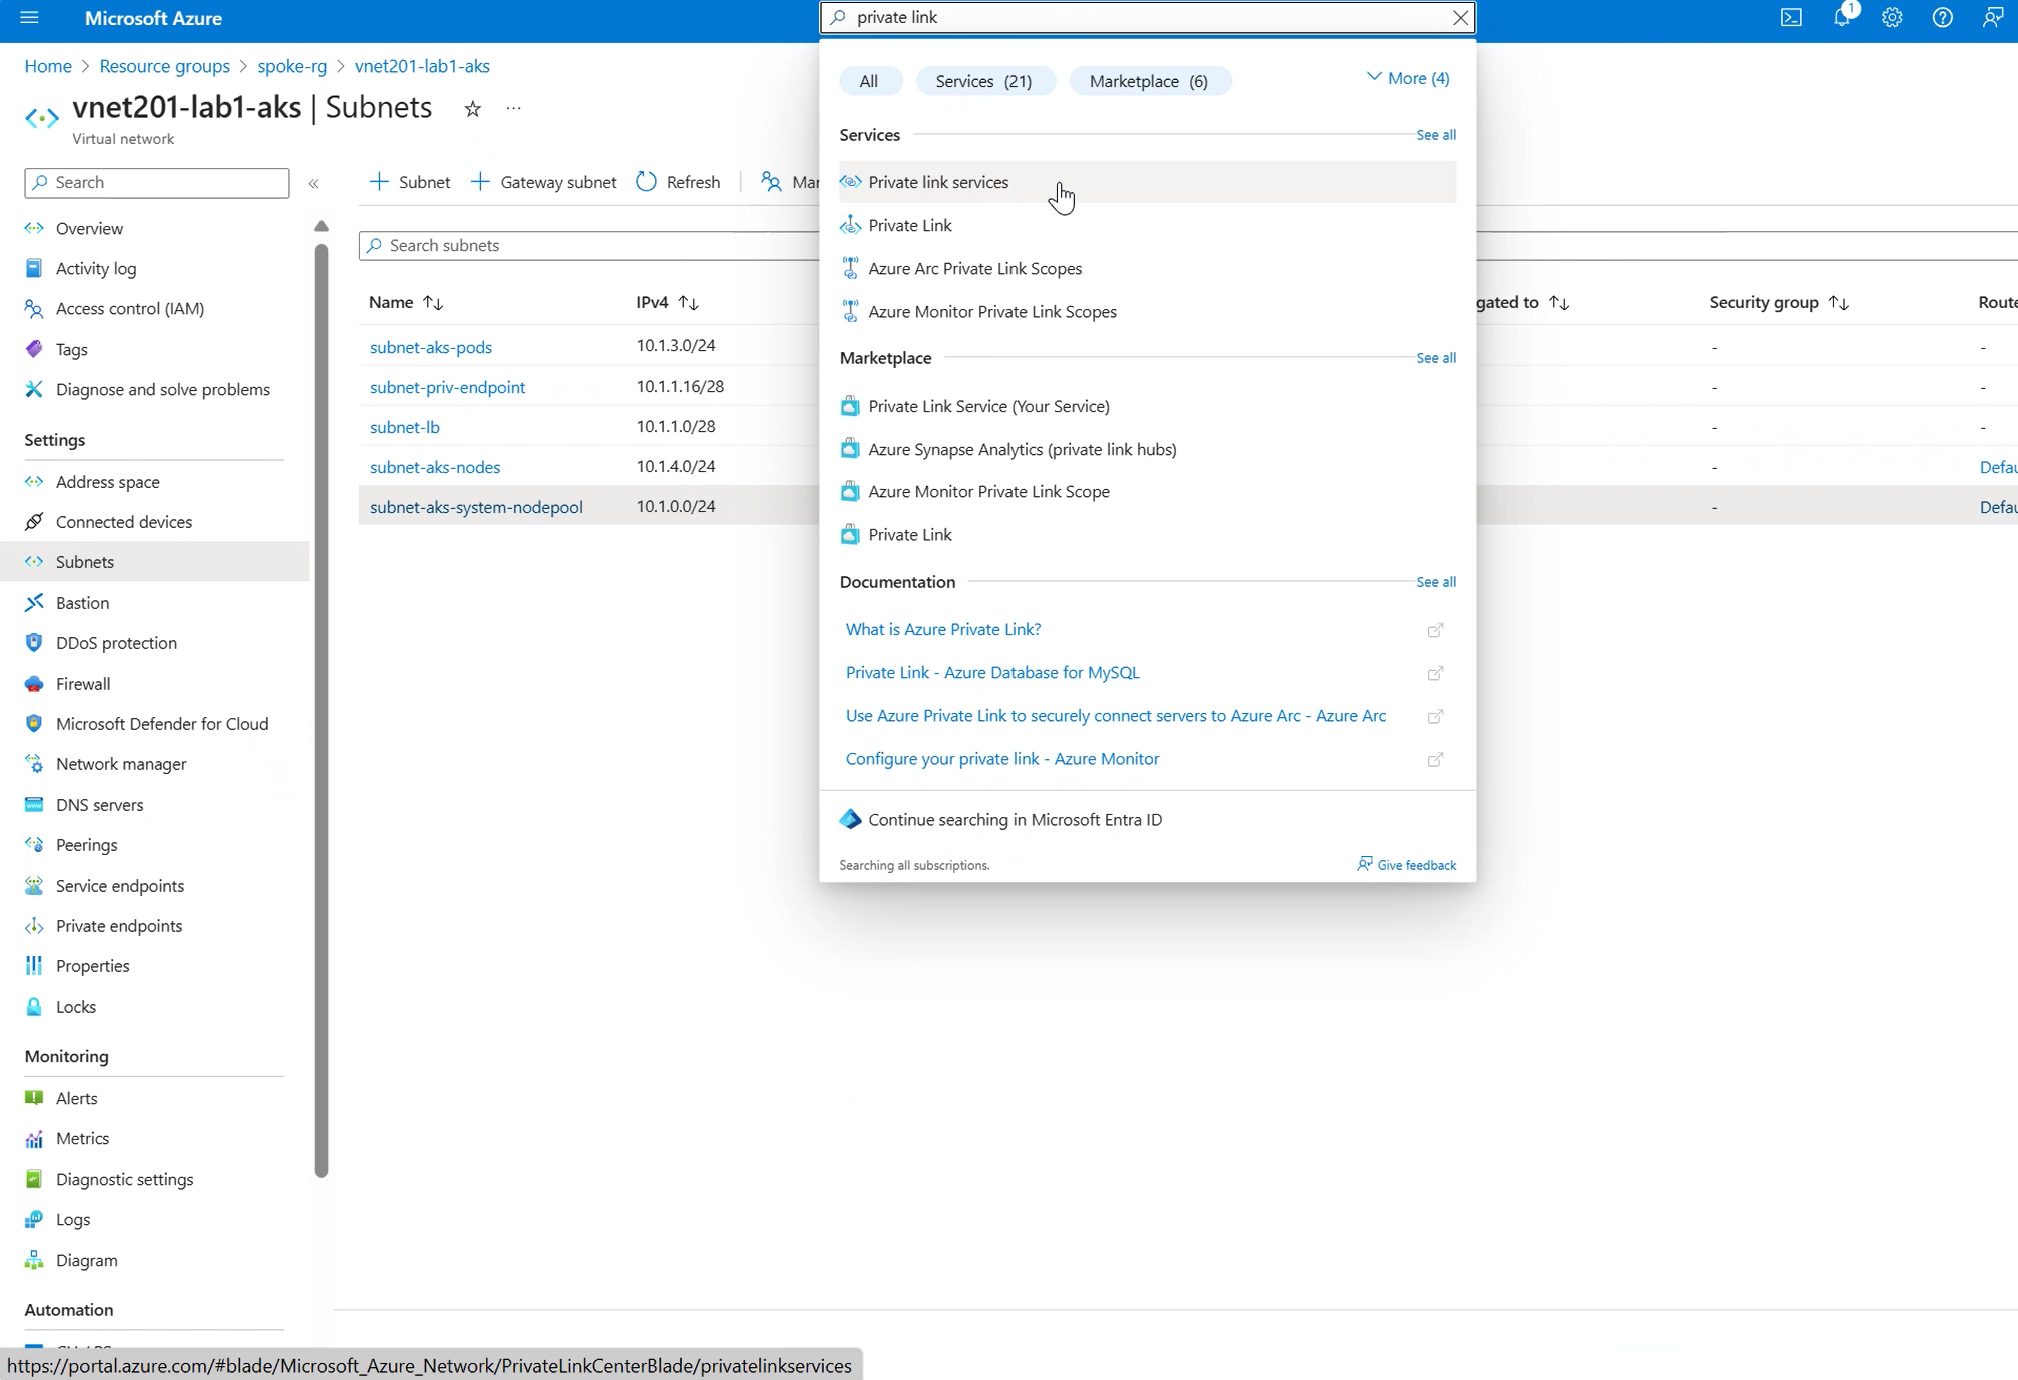 Microsoft Azure
private link
1
Home > Resource groups > spoke-rg > vnet201-lab1-aks
vnet201-lab1-aks | Subnets
Virtual network
Search
Overview
Activity log
Access control (IAM)
Tags
Diagnose and solve problems
Settings
Address space
Connected devices
Subnets
Bastion
DDoS protection
Firewall
Microsoft Defender for Cloud
Network manager
DNS servers
Peerings
Service endpoints
Private endpoints
Properties
Locks
Monitoring
Alerts
Metrics
Diagnostic settings
Logs
Diagram
Automation
Subnet Gateway subnet Refresh Mar
Search subnets
Name IPv4 gated to Security group Route
subnet-aks-pods 10.1.3.0/24 - -
subnet-priv-endpoint 10.1.1.16/28 - -
subnet-lb 10.1.1.0/28 - -
subnet-aks-nodes 10.1.4.0/24 - Defau
subnet-aks-system-nodepool 10.1.0.0/24 - Defau
All Services (21) Marketplace (6) More (4)
Services See all
Private link services
Private Link
Azure Arc Private Link Scopes
Azure Monitor Private Link Scopes
Marketplace See all
Private Link Service (Your Service)
Azure Synapse Analytics (private link hubs)
Azure Monitor Private Link Scope
Private Link
Documentation See all
What is Azure Private Link?
Private Link - Azure Database for MySQL
Use Azure Private Link to securely connect servers to Azure Arc - Azure Arc
Configure your private link - Azure Monitor
Continue searching in Microsoft Entra ID
Searching all subscriptions. Give feedback
https://portal.azure.com/#blade/Microsoft_Azure_Network/PrivateLinkCenterBlade/privatelinkservices